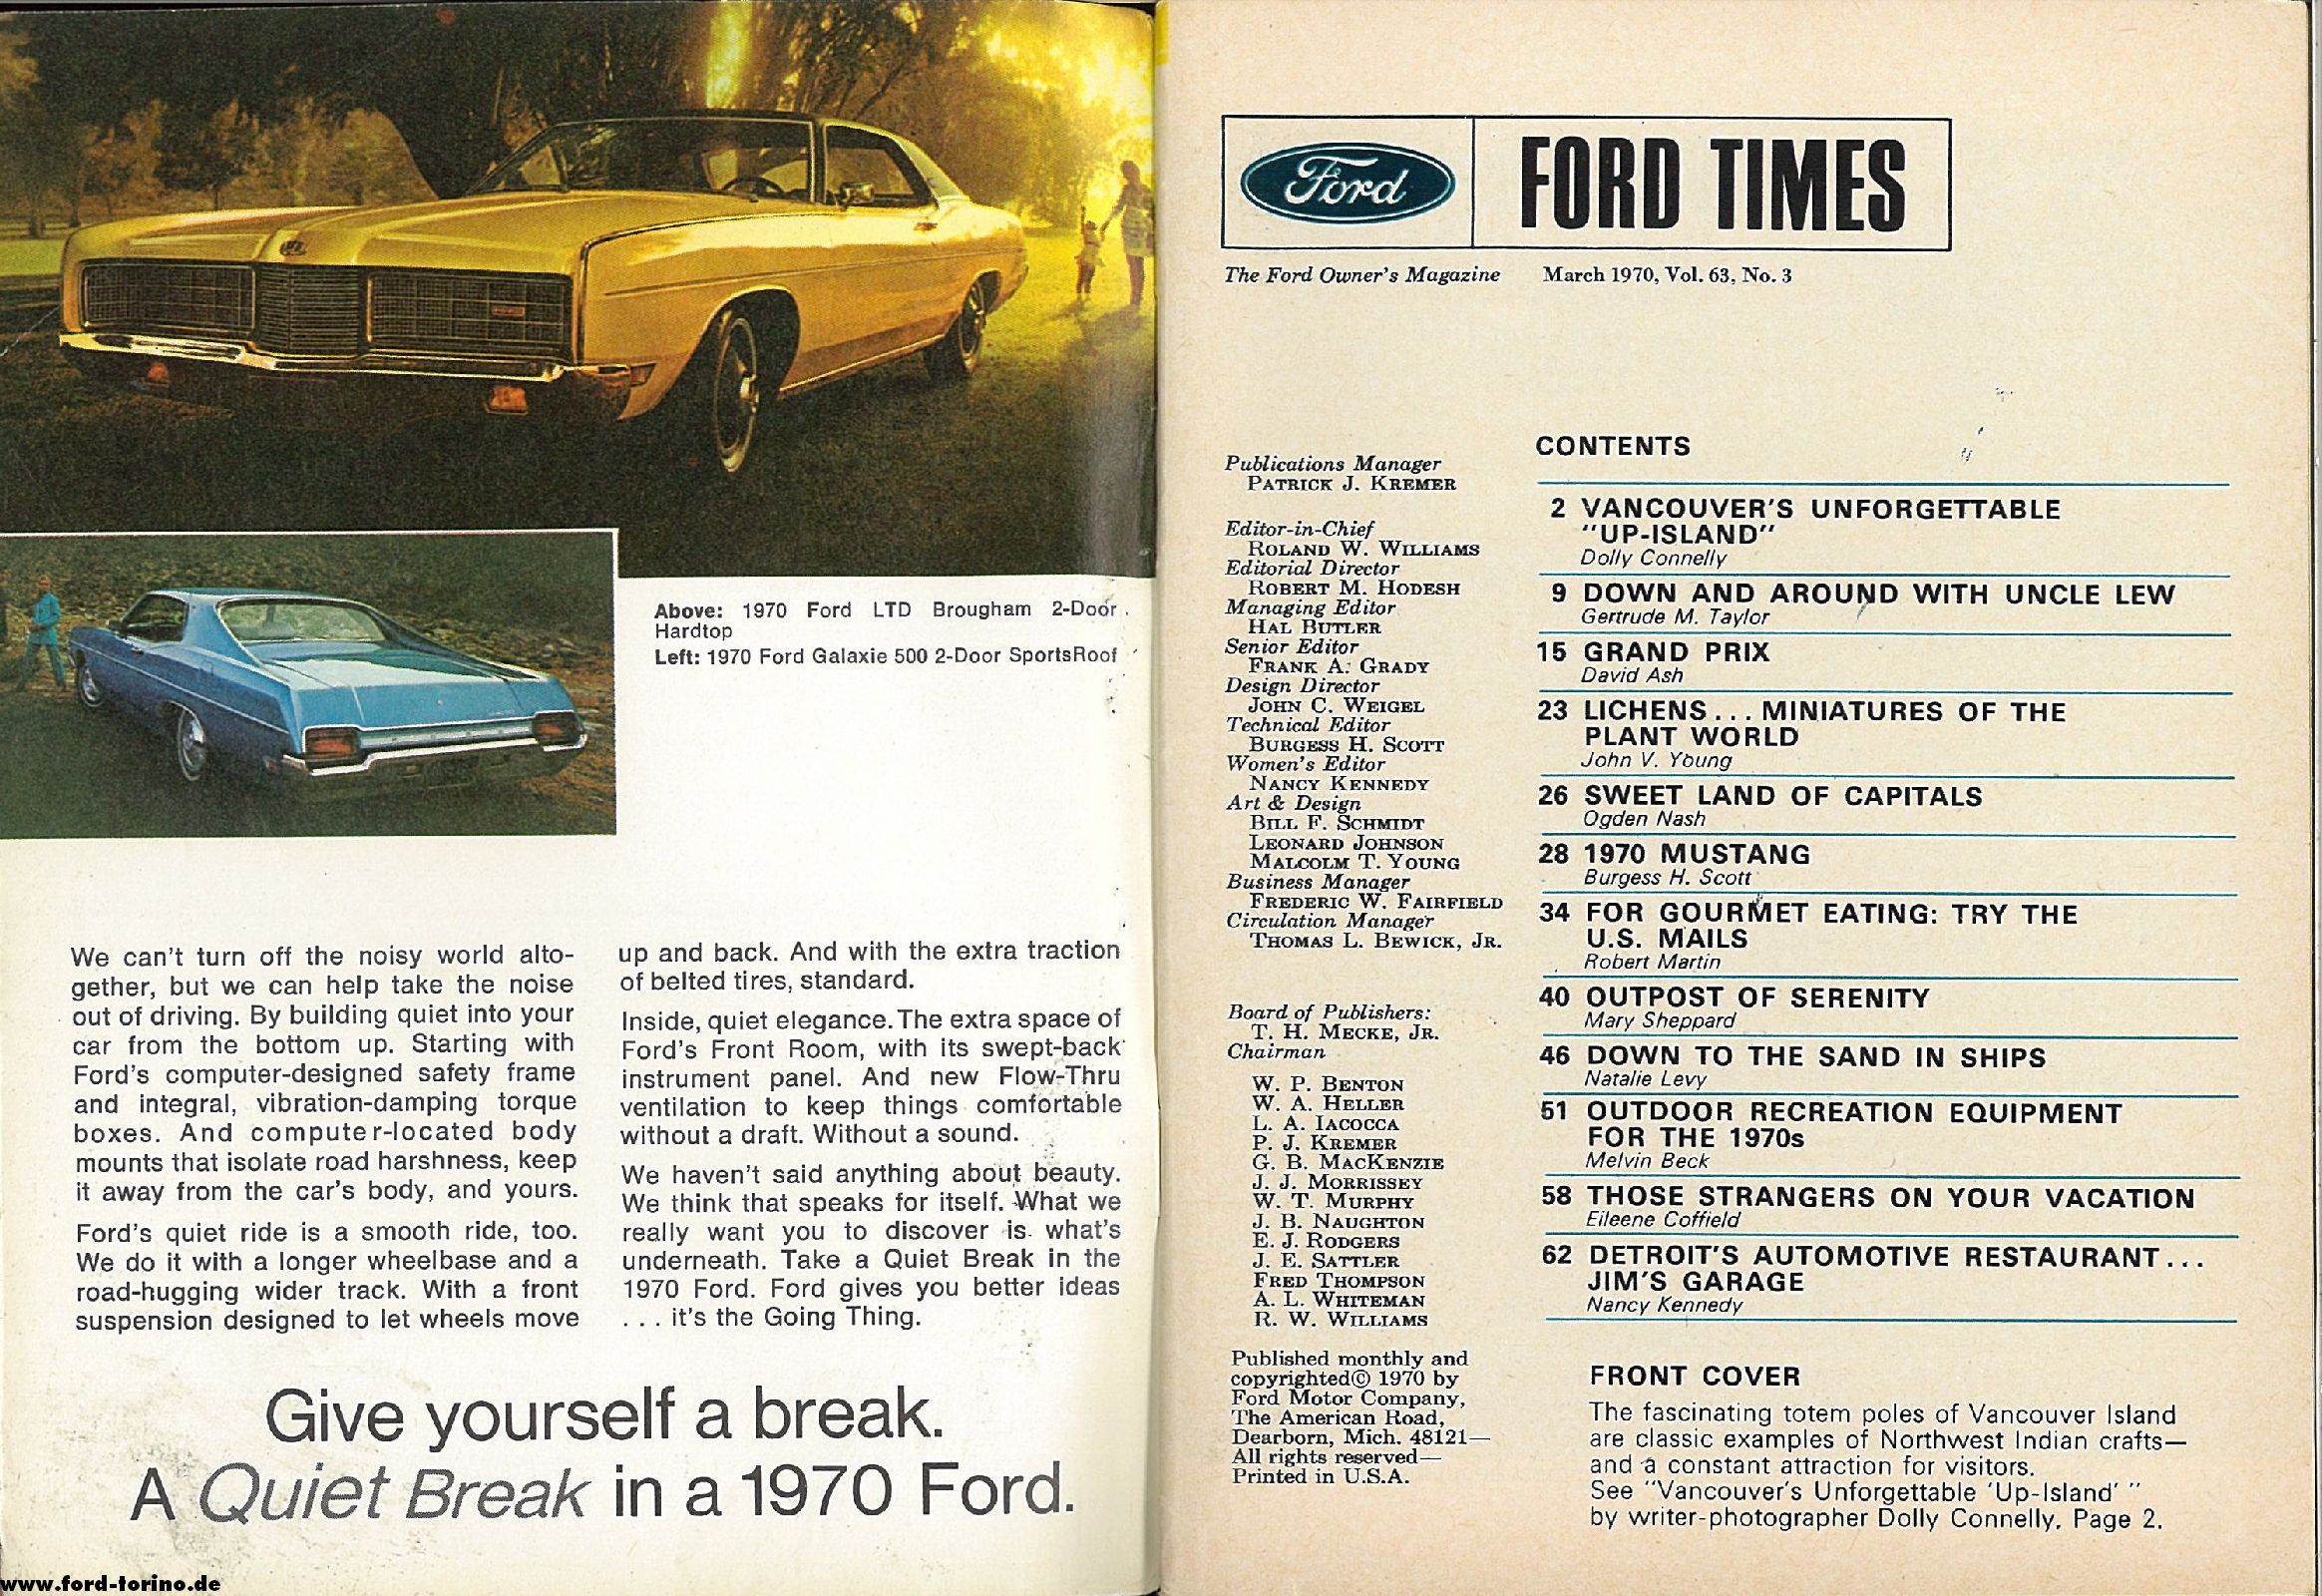 Above: 1970 Ford LTD Brougham 2-Door
Hardtop
Left: 1970 Ford Galaxie 500 2-Door SportsRoof
We can't turn off the noisy world alto-
gether, but we can help take the noise
out of driving. By building quiet into your
car from the bottom up. Starting with
Ford's computer-designed safety frame
and integral, vibration-damping torque
boxes. And computer-located body
mounts that isolate road harshness, keep
it away from the car's body, and yours.
Ford's quiet ride is a smooth ride, too.
We do it with a longer wheelbase and a
road-hugging wider track. With a front
suspension designed to let wheels move
up and back. And with the extra traction
of belted tires, standard.
Inside, quiet elegance. The extra space of
Ford's Front Room, with its swept-back
instrument panel. And new Flow-Thru
ventilation to keep things comfortable
without a draft. Without a sound.
We haven't said anything about beauty.
We think that speaks for itself. What we
really want you to discover is what's
underneath. Take a Quiet Break in the
1970 Ford. Ford gives you better ideas
... it's the Going Thing.
Give yourself a break.
A Quiet Break in a 1970 Ford.
www.ford-torino.de
Ford
FORD TIMES
The Ford Owner's Magazine March 1970, Vol. 63, No. 3
Publications Manager
PATRICK J. KREMER
Editor-in-Chief
ROLAND W. WILLIAMS
Editorial Director
ROBERT M. HODESH
Managing Editor
HAL BUTLER
Senior Editor
FRANK A. GRADY
Design Director
JOHN C. WEIGEL
Technical Editor
BURGESS H. SCOTT
Women's Editor
NANCY KENNEDY
Art & Design
BILL F. SCHMIDT
LEONARD JOHNSON
MALCOLM T. YOUNG
Business Manager
FREDERIC W. FAIRFIELD
Circulation Manager
THOMAS L. BEWICK, JR.
Board of Publishers:
T. H. MECKE, JR.
Chairman
W. P. BENTON
W. A. HELLER
L. A. IACOCCA
P. J. KREMER
G. B. MACKENZIE
J. J. MORRISSEY
W. T. MURPHY
J. B. NAUGHTON
E. J. RODGERS
J. E. SATTLER
FRED THOMPSON
A. L. WHITEMAN
R. W. WILLIAMS
Published monthly and
copyrighted© 1970 by
Ford Motor Company,
The American Road,
Dearborn, Mich. 48121—
All rights reserved—
Printed in U.S.A.
CONTENTS
2 VANCOUVER'S UNFORGETTABLE
"UP-ISLAND"
Dolly Connelly
9 DOWN AND AROUND WITH UNCLE LEW
Gertrude M. Taylor
15 GRAND PRIX
David Ash
23 LICHENS... MINIATURES OF THE
PLANT WORLD
John V. Young
26 SWEET LAND OF CAPITALS
Ogden Nash
28 1970 MUSTANG
Burgess H. Scott
34 FOR GOURMET EATING: TRY THE
U.S. MAILS
Robert Martin
40 OUTPOST OF SERENITY
Mary Sheppard
46 DOWN TO THE SAND IN SHIPS
Natalie Levy
51 OUTDOOR RECREATION EQUIPMENT
FOR THE 1970s
Melvin Beck
58 THOSE STRANGERS ON YOUR VACATION
Eileene Coffield
62 DETROIT'S AUTOMOTIVE RESTAURANT...
JIM'S GARAGE
Nancy Kennedy
FRONT COVER
The fascinating totem poles of Vancouver Island
are classic examples of Northwest Indian crafts—
and a constant attraction for visitors.
See "Vancouver's Unforgettable 'Up-Island' "
by writer-photographer Dolly Connelly. Page 2.